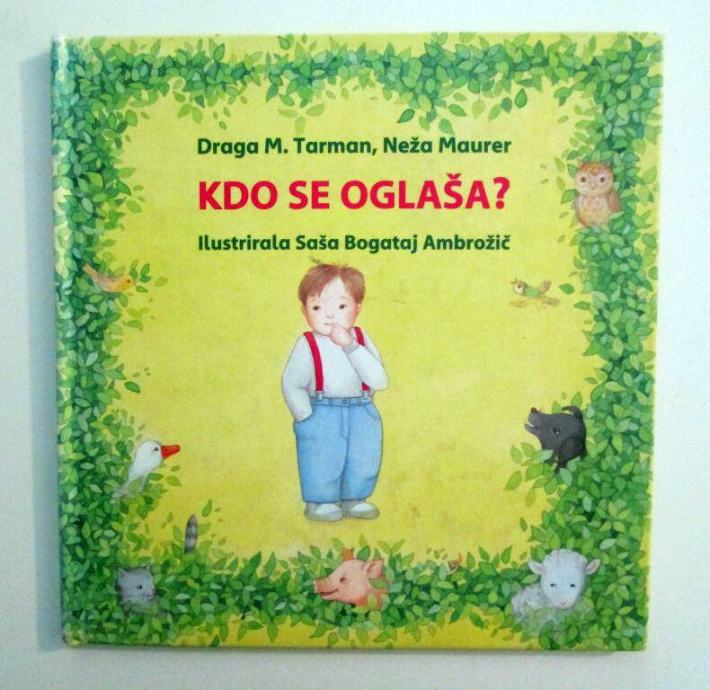 Draga M. Tarman, Neža Maurer
KDO SE OGLAŠA?
Ilustrirala Saša Bogataj Ambrožič